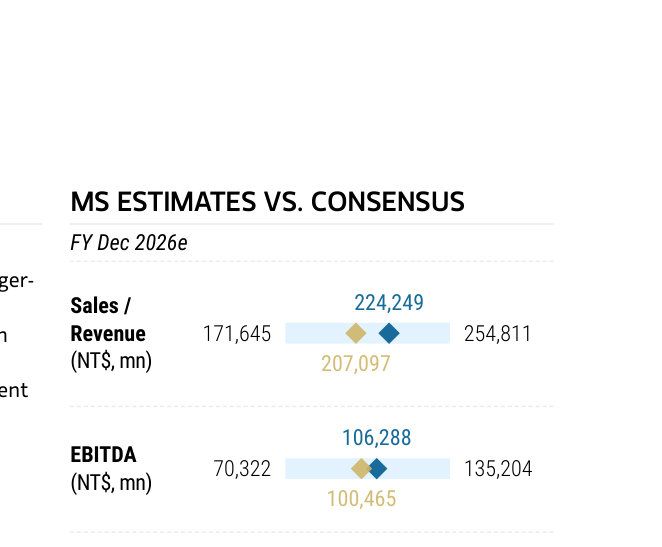 MS ESTIMATES VS. CONSENSUS
FY Dec 2026e
ger-
n
ent
Sales /
Revenue
(NT$, mn)
171,645
224,249
207,097
254,811
EBITDA
(NT$, mn)
70,322
106,288
100,465
135,204